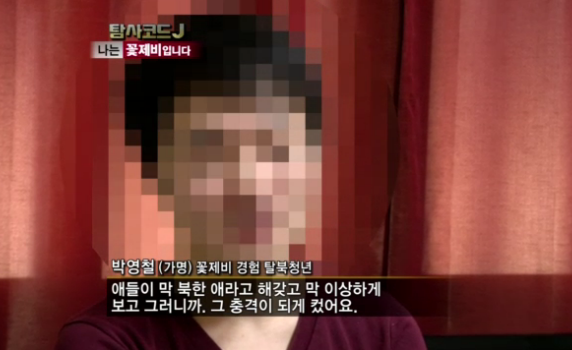 탐사코드J
나는 꽃제비입니다
박영철 (가명) 꽃제비 경험 탈북청년
애들이 막 북한 애라고 해갖고 막 이상하게
보고 그러니까. 그 충격이 되게 컸어요.